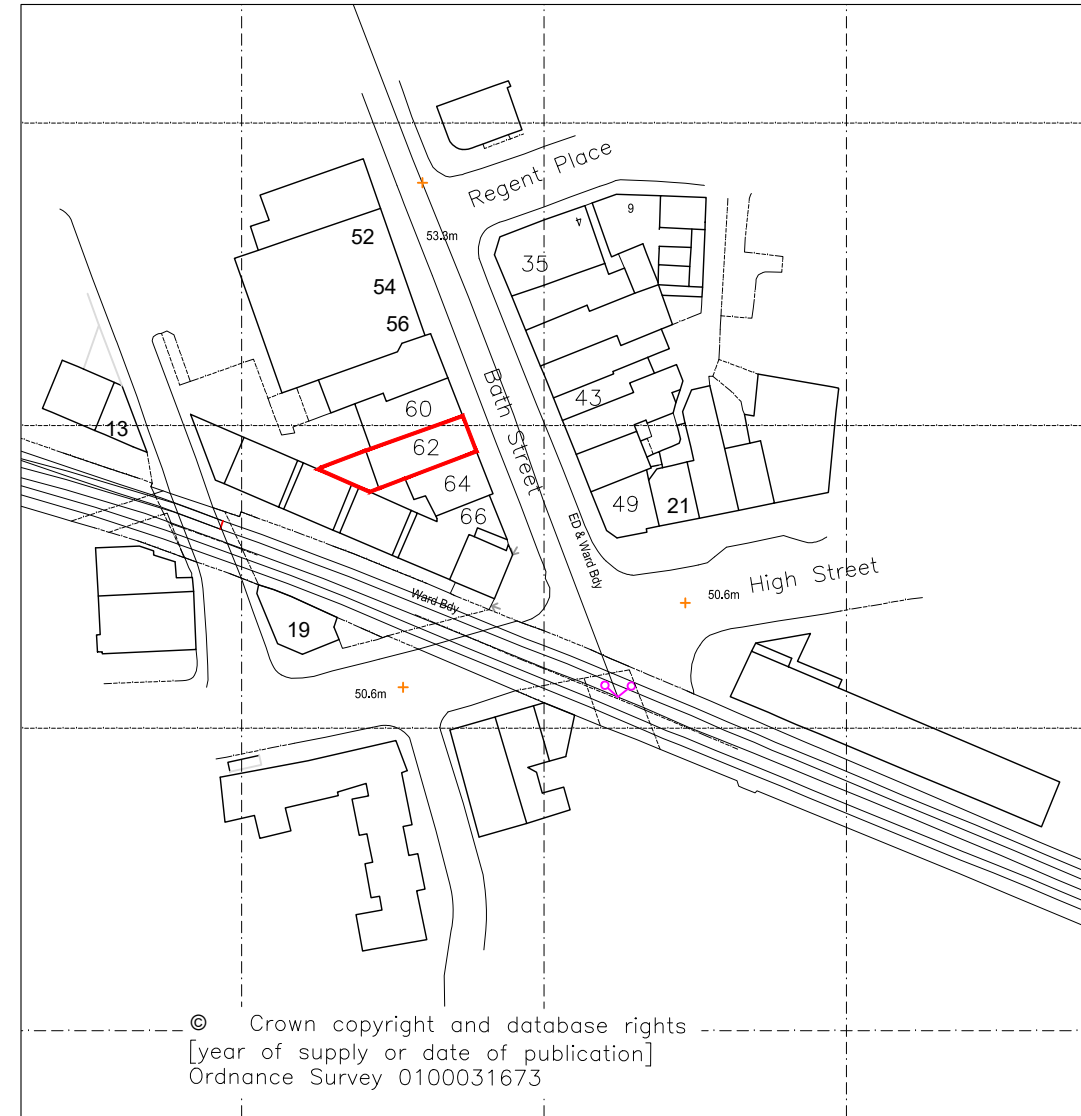 Regent Place
6
4
52
53.3m
35
54
56
Bath Street
60
43
13
62
64
49
21
66
ED & Ward Bdy
High Street
50.6m
Ward Bdy
19
50.6m
© Crown copyright and database rights
[year of supply or date of publication]
Ordnance Survey 0100031673